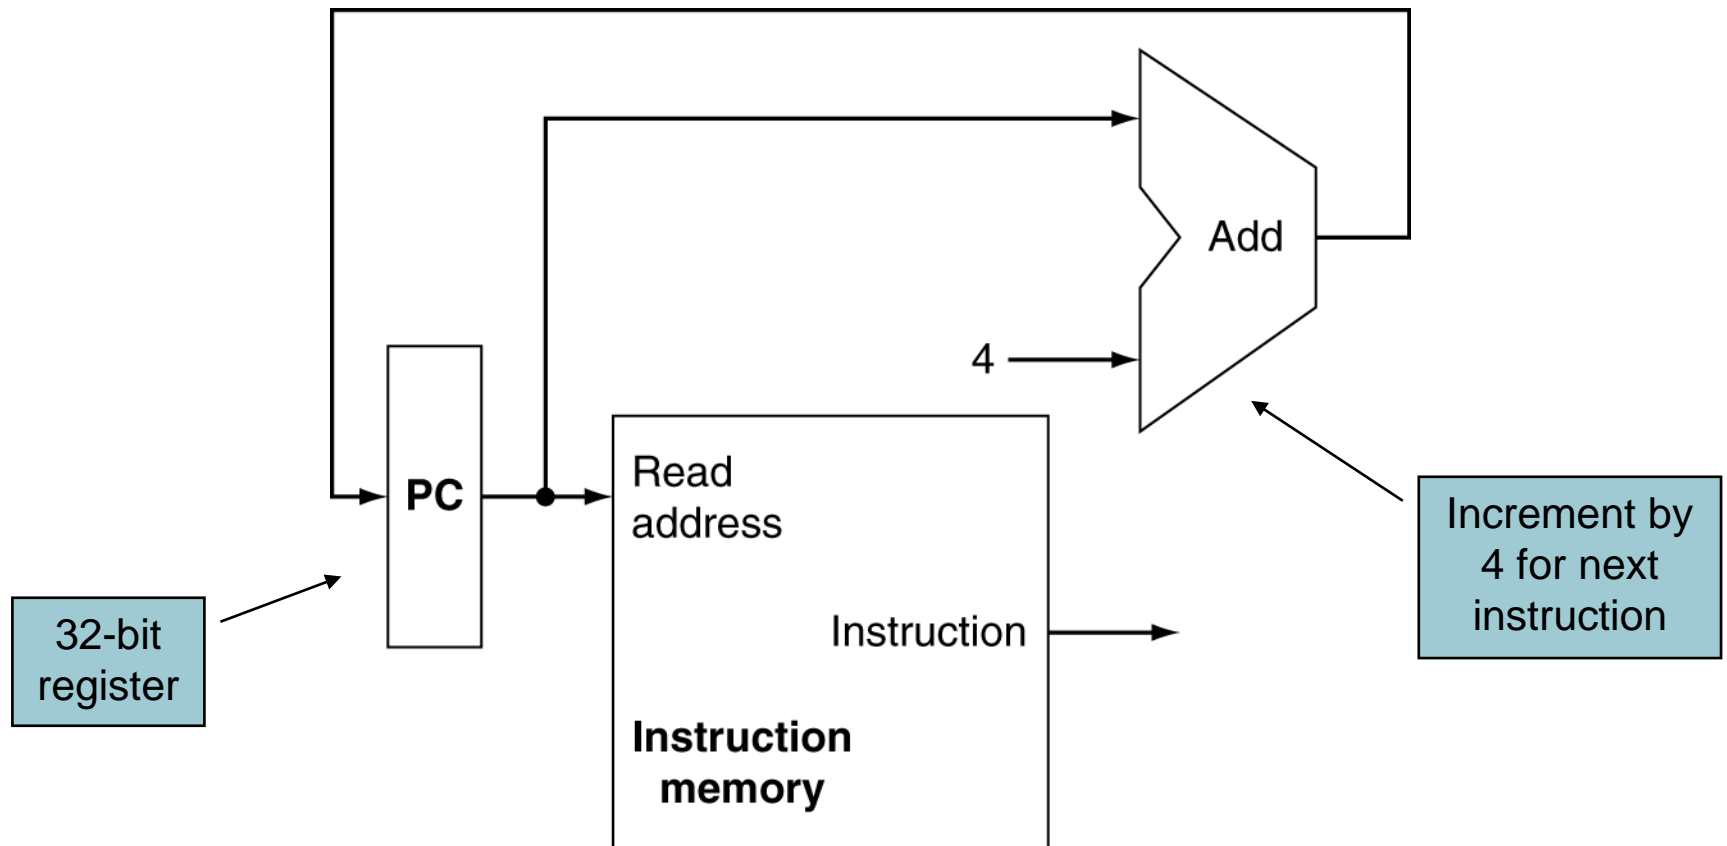 Add
4
PC
Read
address
Instruction
Instruction
memory
32-bit
register
Increment by
4 for next
instruction